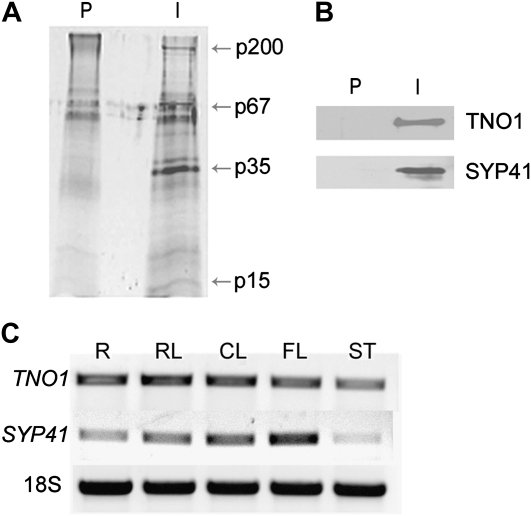 A
P I
p200
p67
p35
p15
B
P I
TNO1
SYP41
C
R RL CL FL ST
TNO1
SYP41
18S